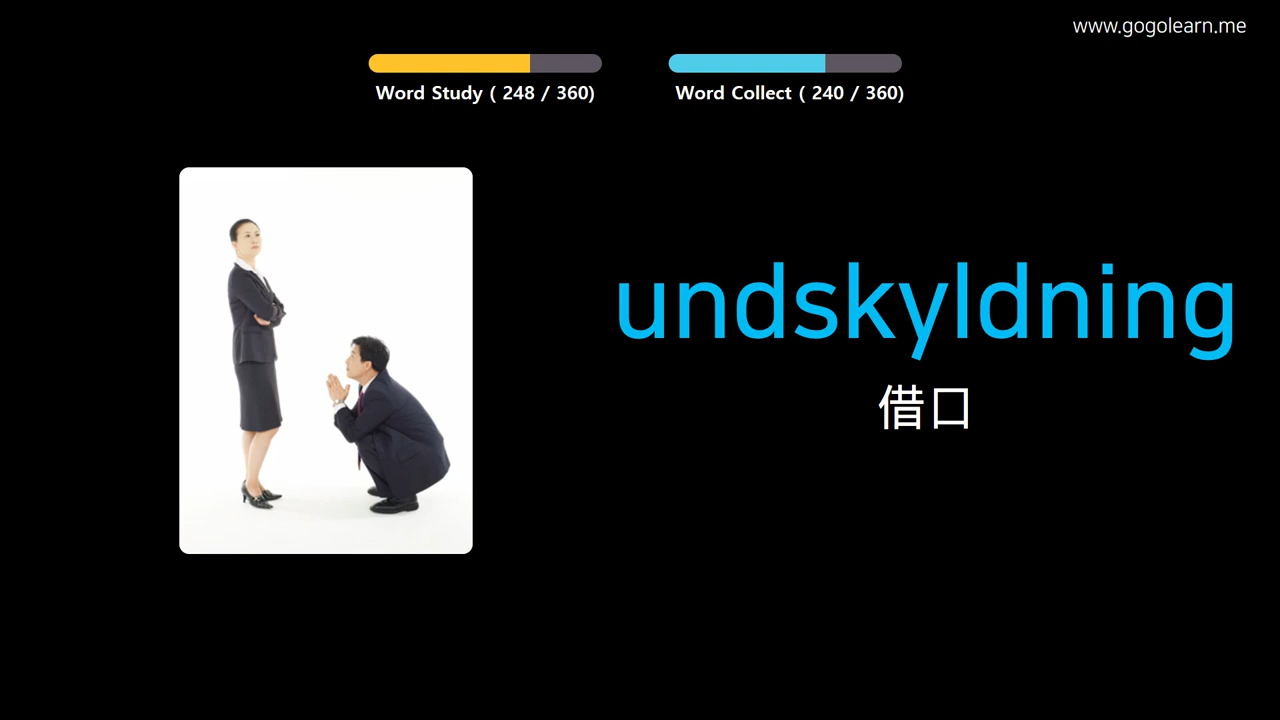 www.gogolearn.me
Word Study ( 248 / 360)
Word Collect ( 240 / 360)
undskyldning
借口